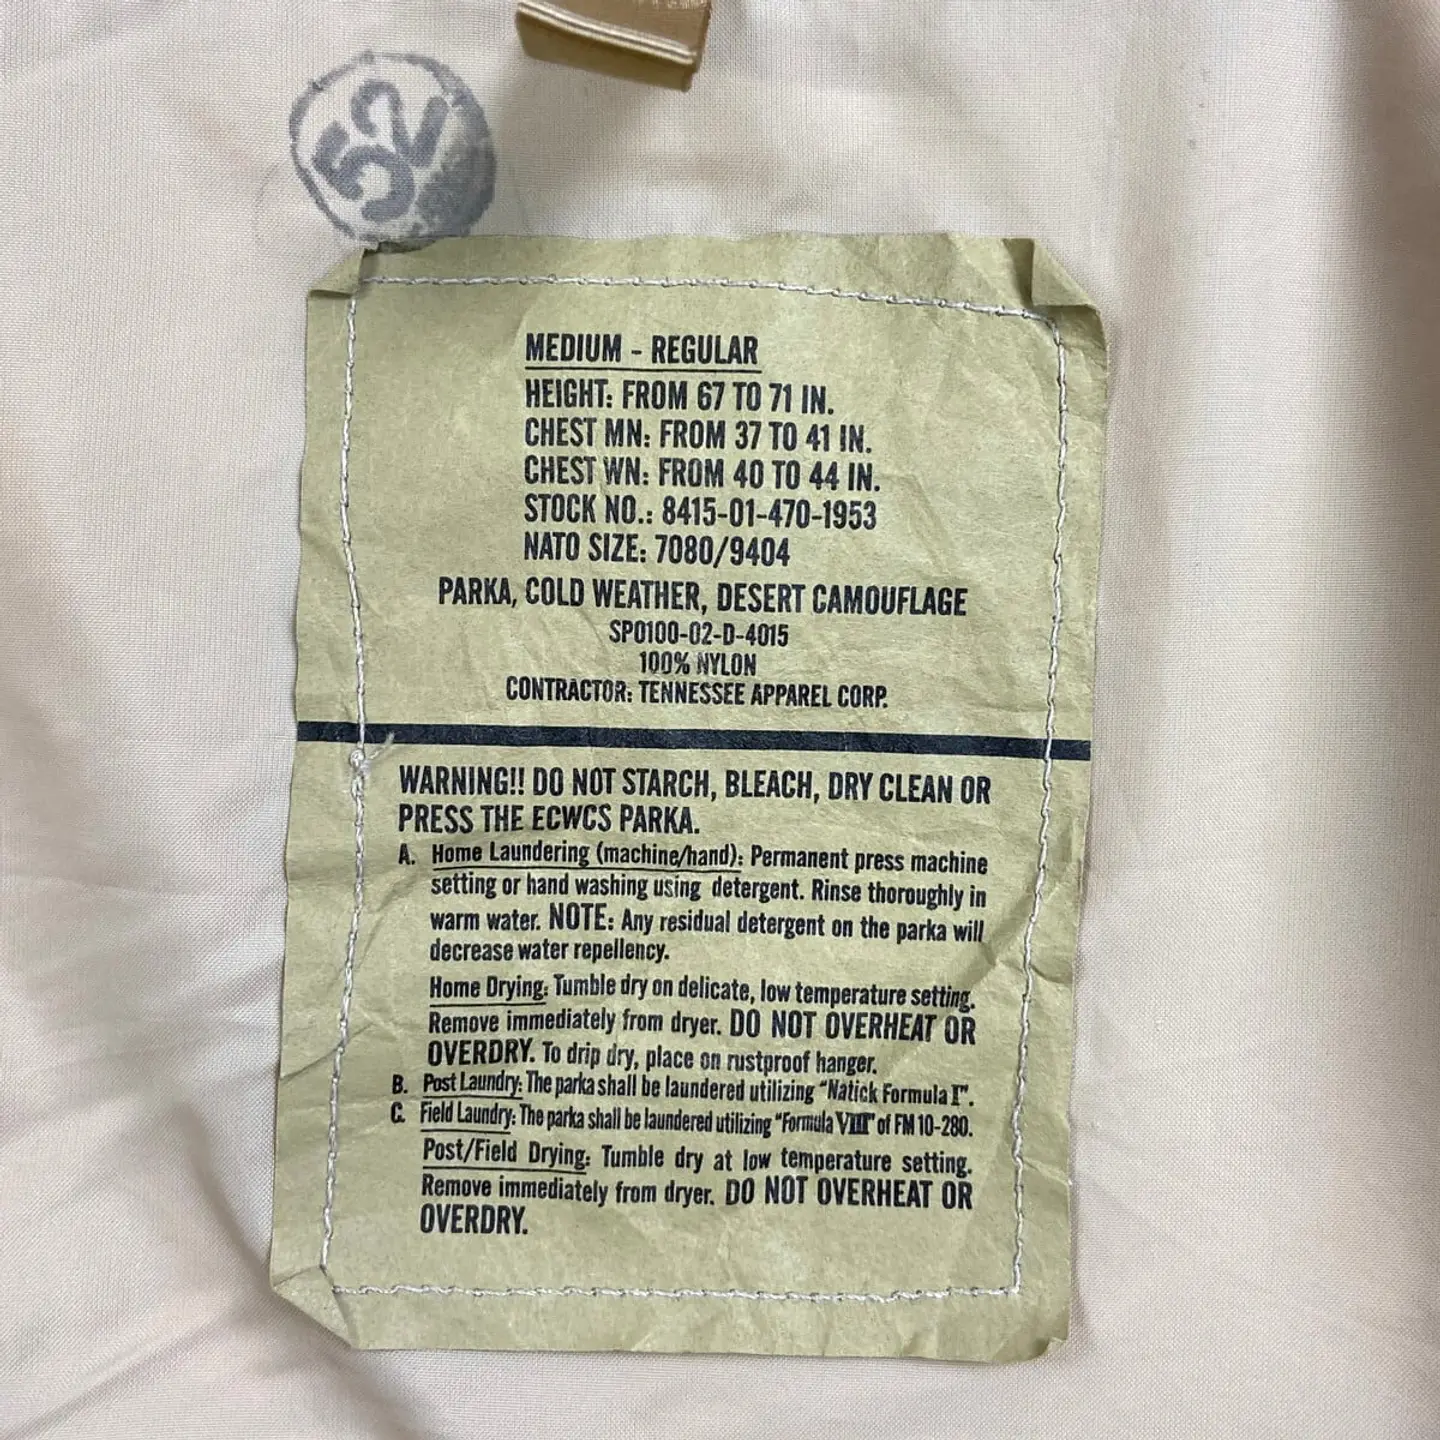 52
MEDIUM - REGULAR
HEIGHT: FROM 67 TO 71 IN.
CHEST MN: FROM 37 TO 41 IN.
CHEST WN: FROM 40 TO 44 IN.
STOCK NO.: 8415-01-470-1953
NATO SIZE: 7080/9404
PARKA, COLD WEATHER, DESERT CAMOUFLAGE
SPO100-02-D-4015
100% NYLON
CONTRACTOR: TENNESSEE APPAREL CORP.
WARNING!! DO NOT STARCH, BLEACH, DRY CLEAN OR
PRESS THE ECWCS PARKA.
A. Home Laundering (machine/hand): Permanent press machine
setting or hand washing using detergent. Rinse thoroughly in
warm water. NOTE: Any residual detergent on the parka will
decrease water repellency.
Home Drying: Tumble dry on delicate, low temperature setting.
Remove immediately from dryer. DO NOT OVERHEAT OR
OVERDRY. To drip dry, place on rustproof hanger.
B. Post Laundry: The parka shall be laundered utilizing "Natick Formula I".
C. Field Laundry: The parka shall be laundered utilizing "Formula VIII" of FM 10-280.
Post/Field Drying: Tumble dry at low temperature setting.
Remove immediately from dryer. DO NOT OVERHEAT OR
OVERDRY.